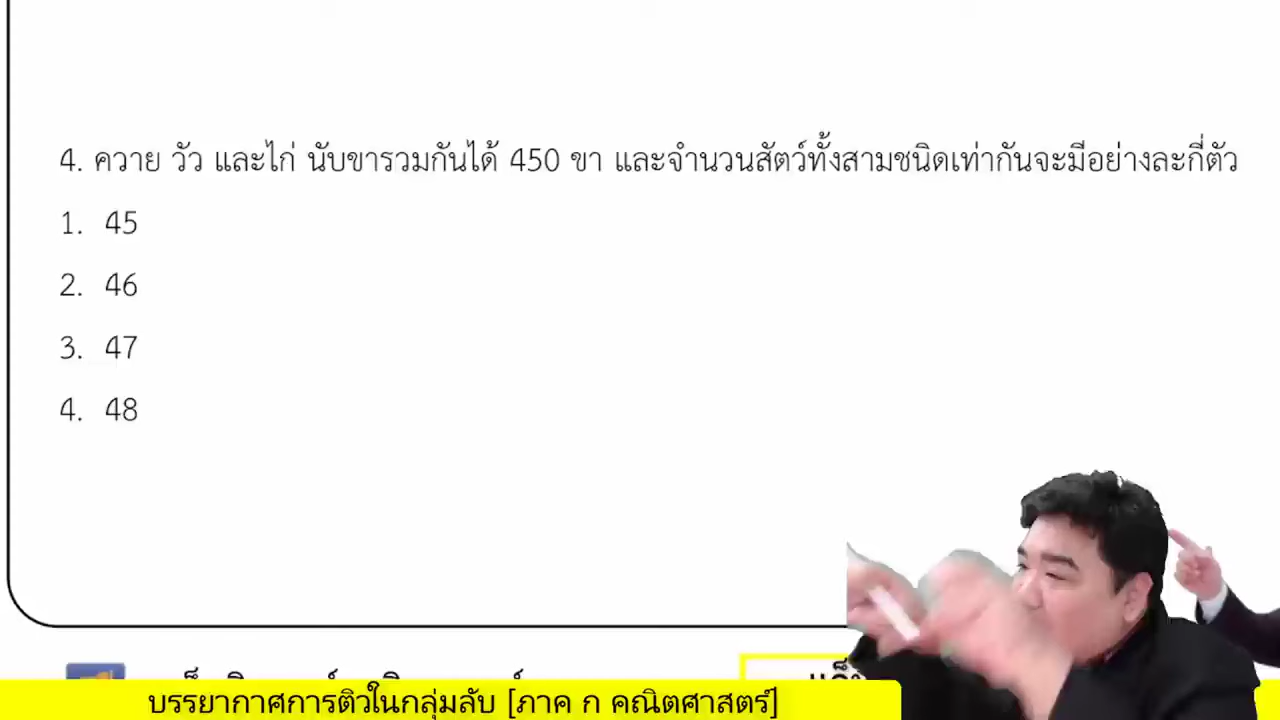 4. ควาย วัว และไก่ นับขารวมกันได้ 450 ขา และจำนวนสัตว์ทั้งสามชนิดเท่ากันจะมีอย่างละกี่ตัว
1. 45
2. 46
3. 47
4. 48
บรรยากาศการติวในกลุ่มลับ [ภาค ก คณิตศาสตร์]